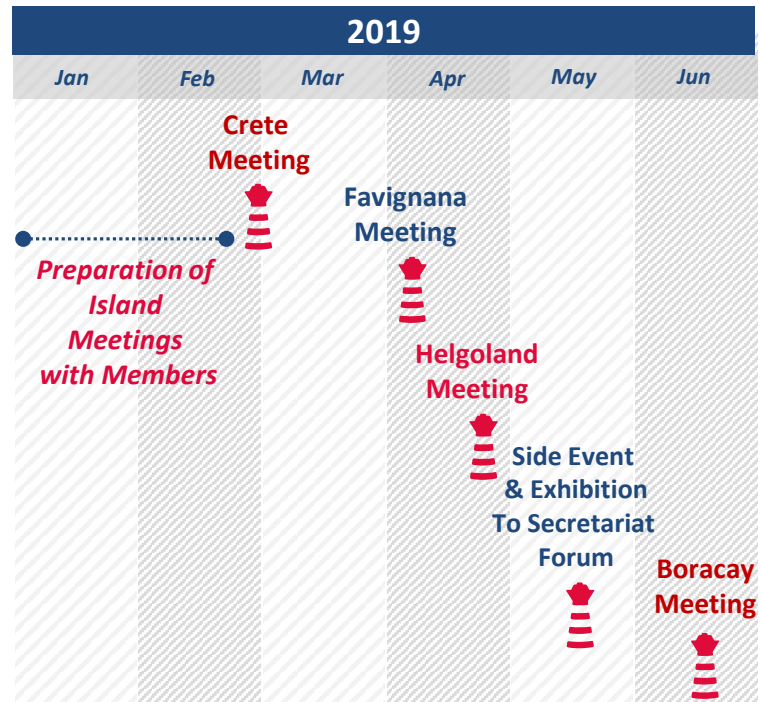 2019
Jan Feb Mar Apr May Jun
Crete
Meeting
Favignana
Meeting
Preparation of
Island
Meetings
with Members
Helgoland
Meeting
Side Event
& Exhibition
To Secretariat
Forum
Boracay
Meeting